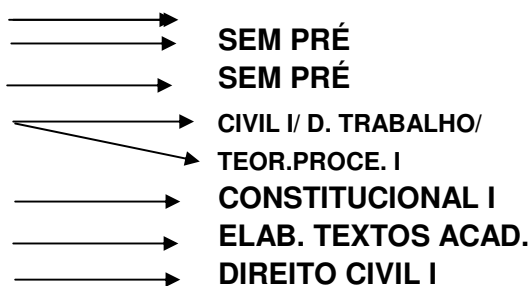 SEM PRÉ
SEM PRÉ
CIVIL I/ D. TRABALHO/
TEOR.PROCE. I
CONSTITUCIONAL I
ELAB. TEXTOS ACAD.
DIREITO CIVIL I